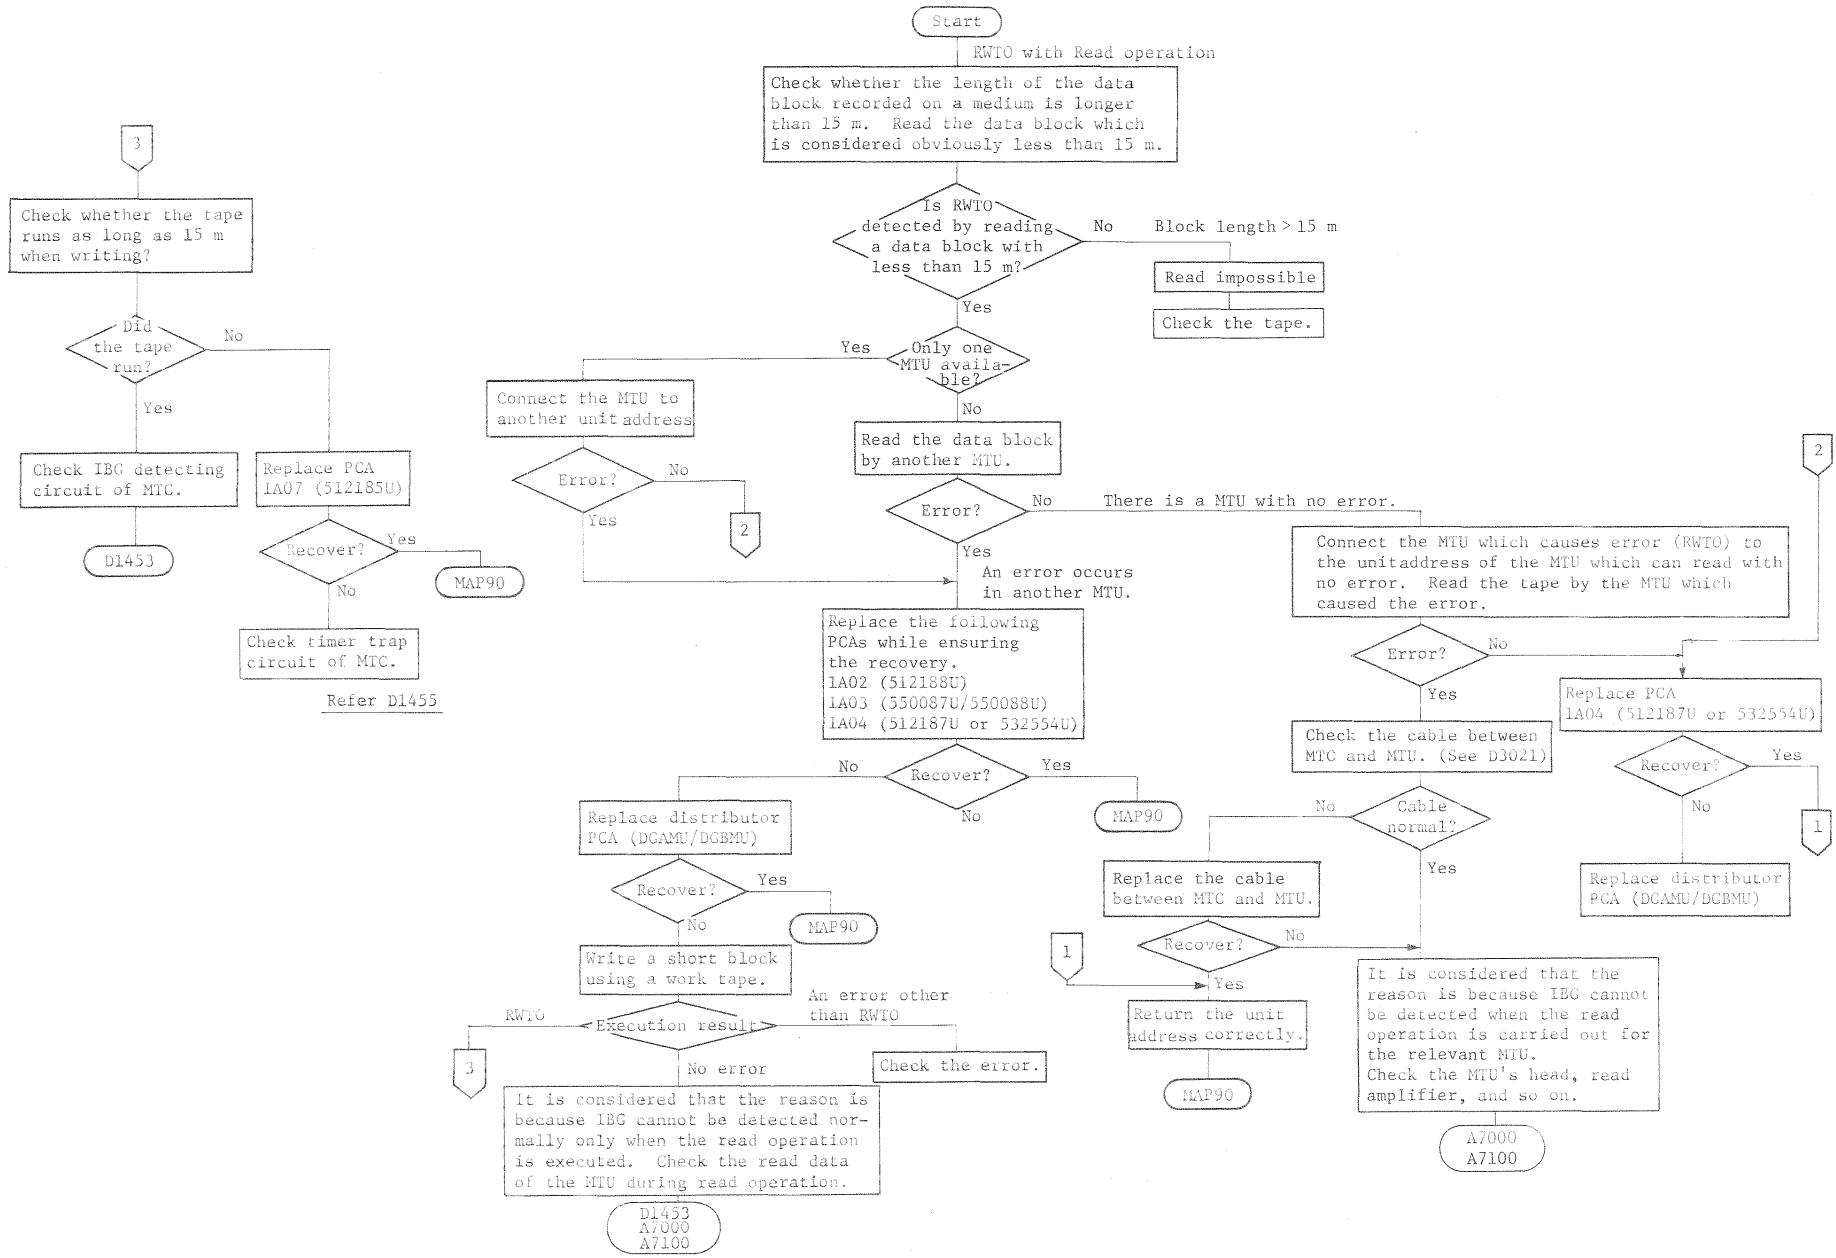 Start
RWTO with Read operation
Check whether the length of the data
block recorded on a medium is longer
than 15 m.  Read the data block which
is considered obviously less than 15 m.
Is RWTO
detected by reading
a data block with
less than 15 m?
No
Block length > 15 m
Read impossible
Check the tape.
Yes
Only one
MTU availa-
ble?
Yes
No
Connect the MTU to
another unit address
Error?
No
2
Yes
Read the data block
by another MTU.
Error?
No
There is a MTU with no error.
Yes
An error occurs
in another MTU.
Replace the following
PCAs while ensuring
the recovery.
1A02 (512188U)
1A03 (550087U/550088U)
1A04 (512187U or 532554U)
Recover?
No
Yes
No
MAP90
Replace distributor
PCA (DGAMU/DGBMU)
Recover?
Yes
MAP90
No
Write a short block
using a work tape.
Execution result
RWTO
3
An error other
than RWTO
Check the error.
No error
It is considered that the reason is
because IBG cannot be detected nor-
mally only when the read operation
is executed.  Check the read data
of the MTU during read operation.
D1453
A7000
A7100
3
Check whether the tape
runs as long as 15 m
when writing?
Did
the tape
run?
No
Yes
Check IBG detecting
circuit of MTC.
D1453
Replace PCA
1A07 (512185U)
Recover?
Yes
MAP90
No
Check timer trap
circuit of MTC.
Refer D1455
Connect the MTU which causes error (RWTO) to
the unitaddress of the MTU which can read with
no error.  Read the tape by the MTU which
caused the error.
Error?
No
Yes
Check the cable between
MTC and MTU. (See D3021)
Cable
normal?
No
Yes
Replace the cable
between MTC and MTU.
Recover?
No
Yes
1
Return the unit
address correctly.
MAP90
It is considered that the
reason is because IBG cannot
be detected when the read
operation is carried out for
the relevant MTU.
Check the MTU's head, read
amplifier, and so on.
A7000
A7100
2
Replace PCA
1A04 (512187U or 532554U)
Recover?
Yes
1
No
Replace distributor
PCA (DGAMU/DGBMU)